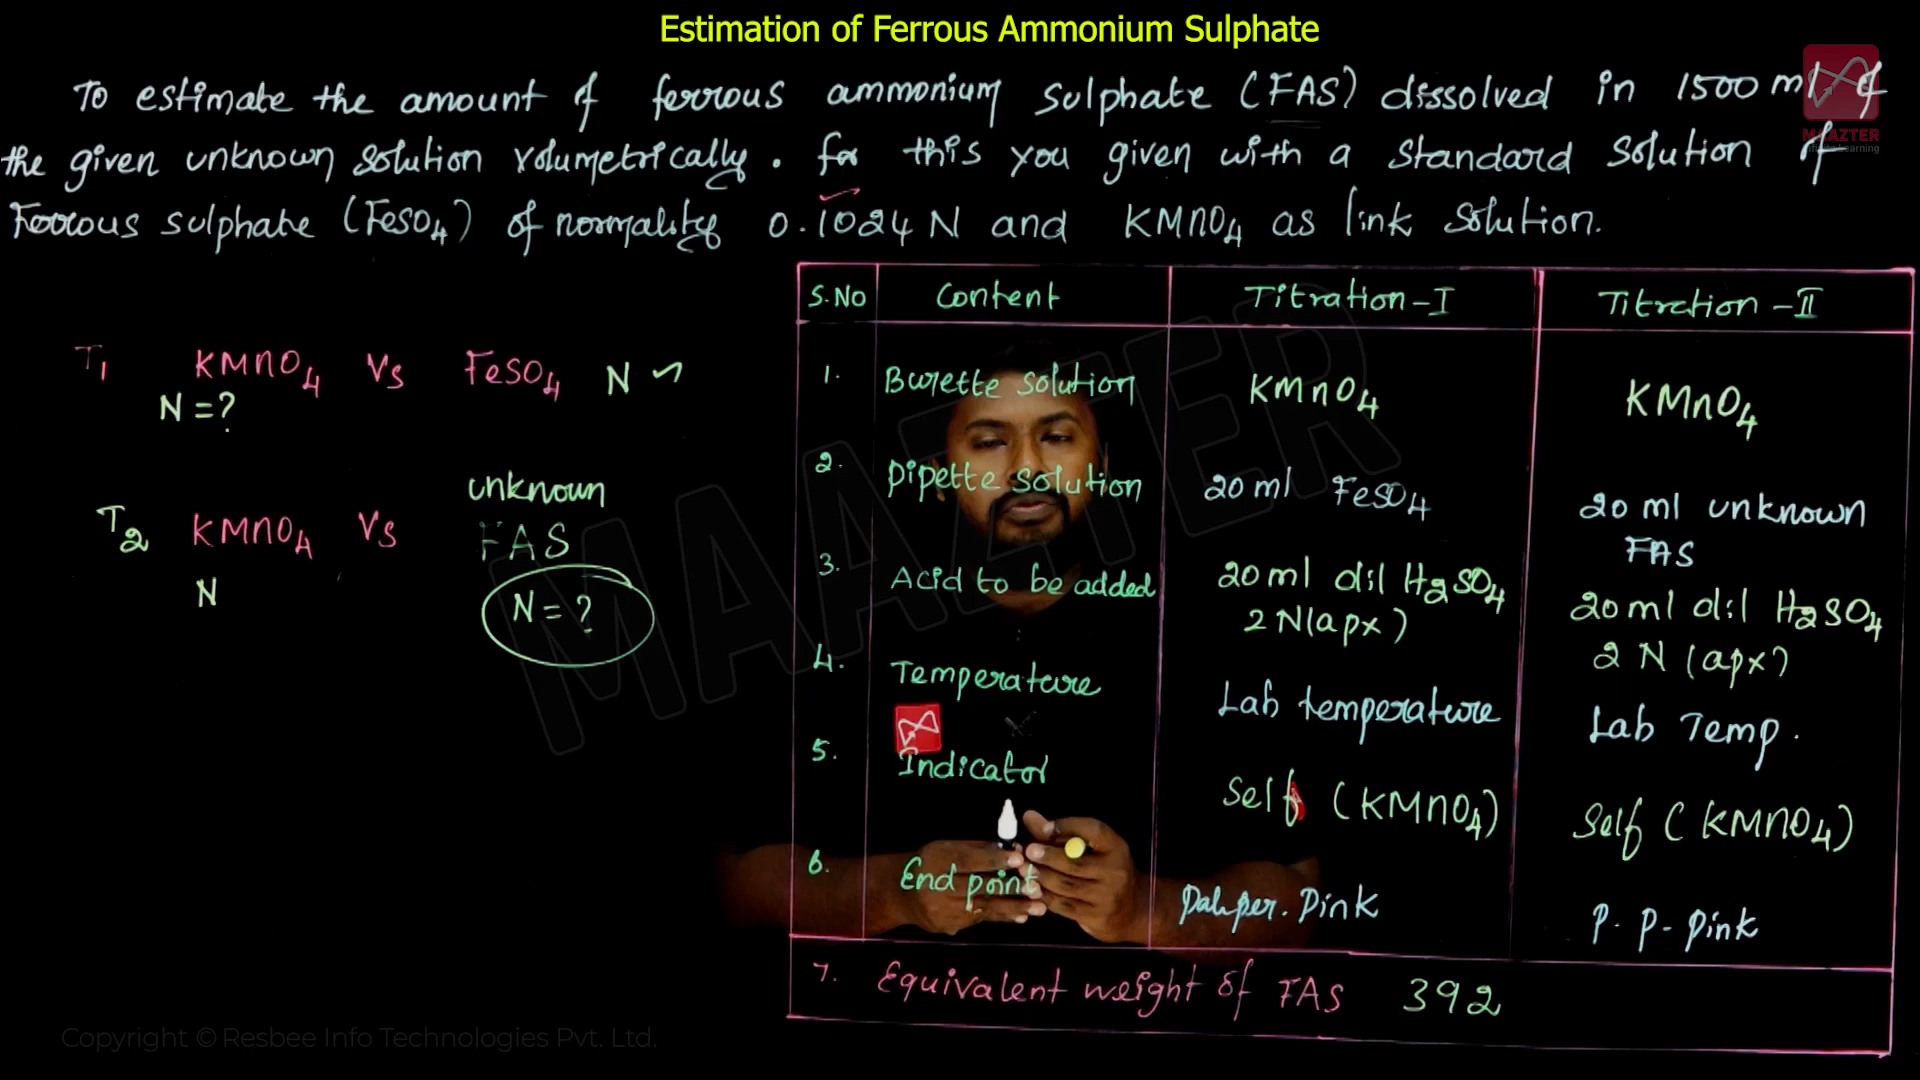 Estimation of Ferrous Ammonium Sulphate
To estimate the amount of ferrous ammonium sulphate (FAS) dissolved in 1500 ml of
the given unknown solution volumetrically. for this you given with a standard solution of
Ferrous sulphate (FeSO4) of normality 0.1024 N and KMnO4 as link solution.
MAAZTER
S.No Content Titration-I Titration-II
1. Burette solution KMnO4 KMnO4
2. Pipette solution 20 ml FeSO4 20 ml unknown
FAS
3. Acid to be added 20 ml dil H2SO4 20 ml dil H2SO4
2 N (apx) 2 N (apx)
4. Temperature Lab temperature Lab Temp.
5. Indicator Self (KMnO4) Self (KMnO4)
6. End point Pink P. P. Pink
7. Equivalent weight of FAS 392
T1 KMnO4 Vs FeSO4 N ✓
N = ?
unknown
T2 KMnO4 Vs FAS
N N = ?
MAAZTER
Copyright © Resbee Info Technologies Pvt. Ltd.